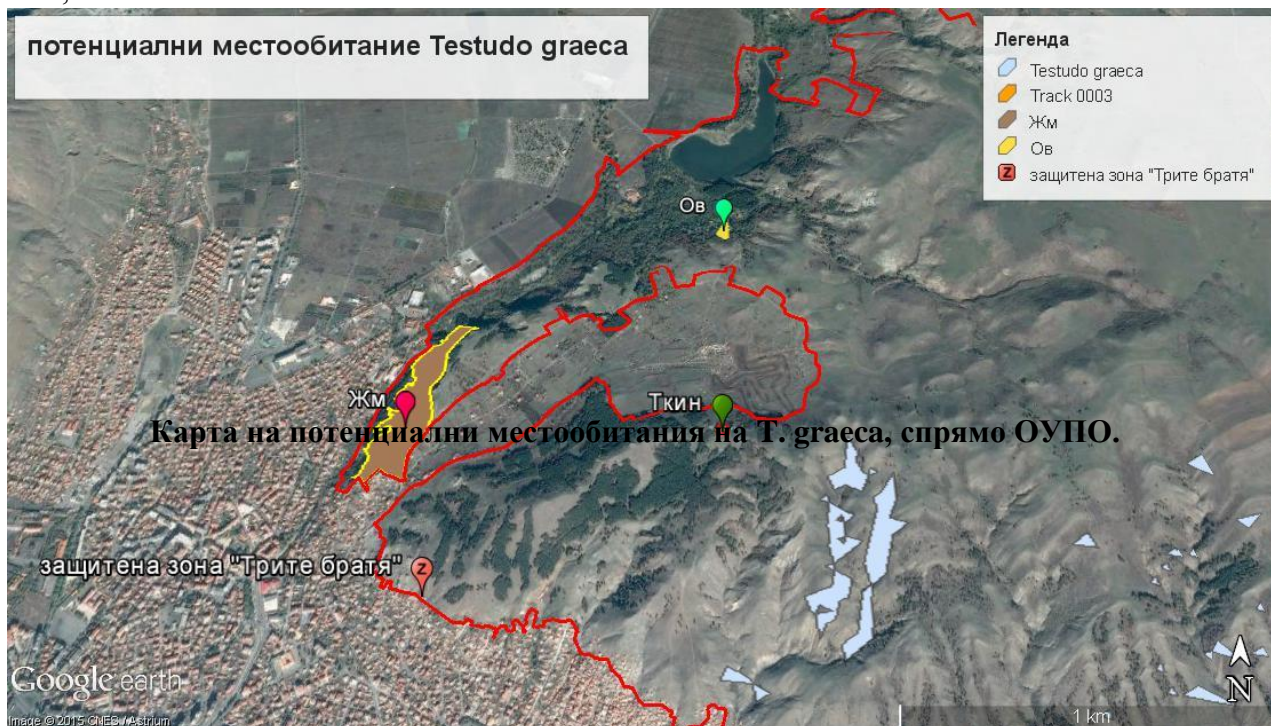 потенциални местообитание Testudo graeca
Легенда
Testudo graeca
Track 0003
Жм
Ов
Z защитена зона "Трите братя"
Ов
Жм
Ткин
Карта на потенциални местообитания на T. graeca, спрямо ОУПО.
защитена зона "Трите братя"
Z
Google earth
N
Image © 2015 CNES / Astrium
1 km